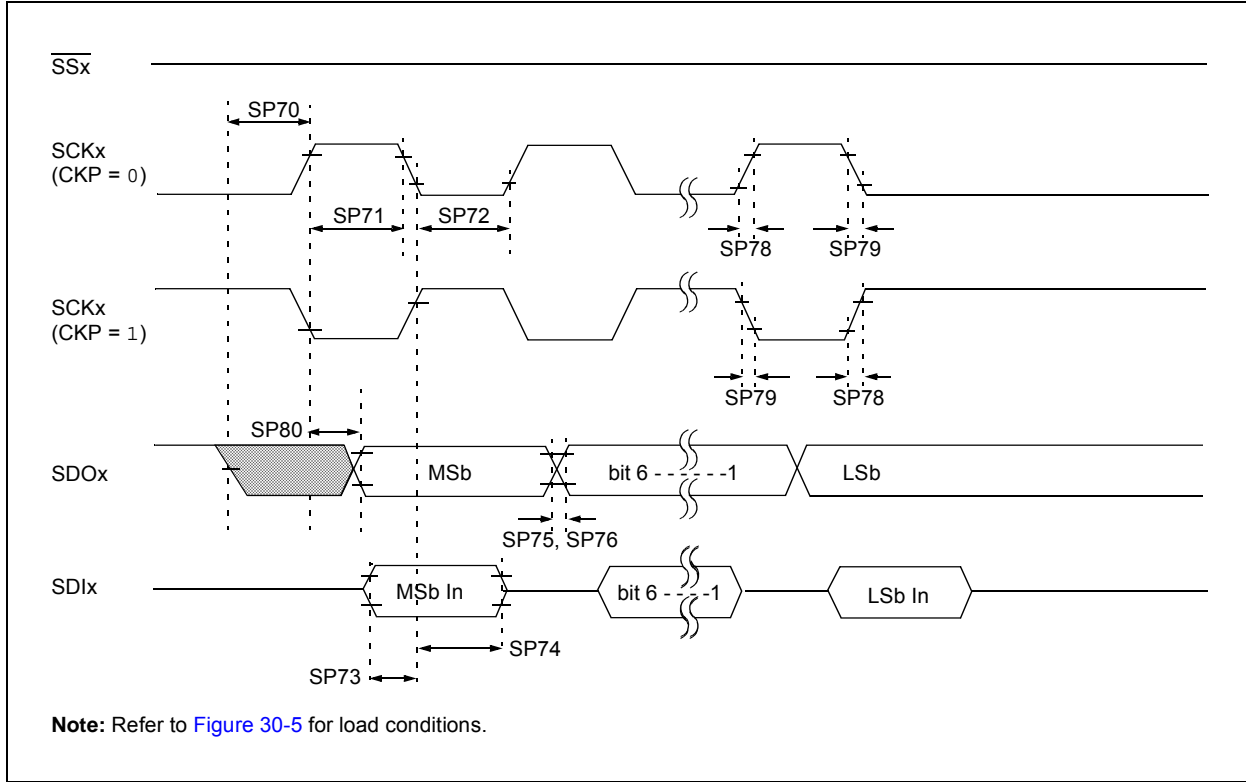 SSx
SP70
SCKx
(CKP = 0)
SP71
SP72
SP78
SP79
SCKx
(CKP = 1)
SP79
SP78
SP80
SDOx
MSb
bit 6 - - - - - -1
LSb
SP75, SP76
SDIx
MSb In
bit 6 - - - -1
LSb In
SP74
SP73
Note: Refer to Figure 30-5 for load conditions.